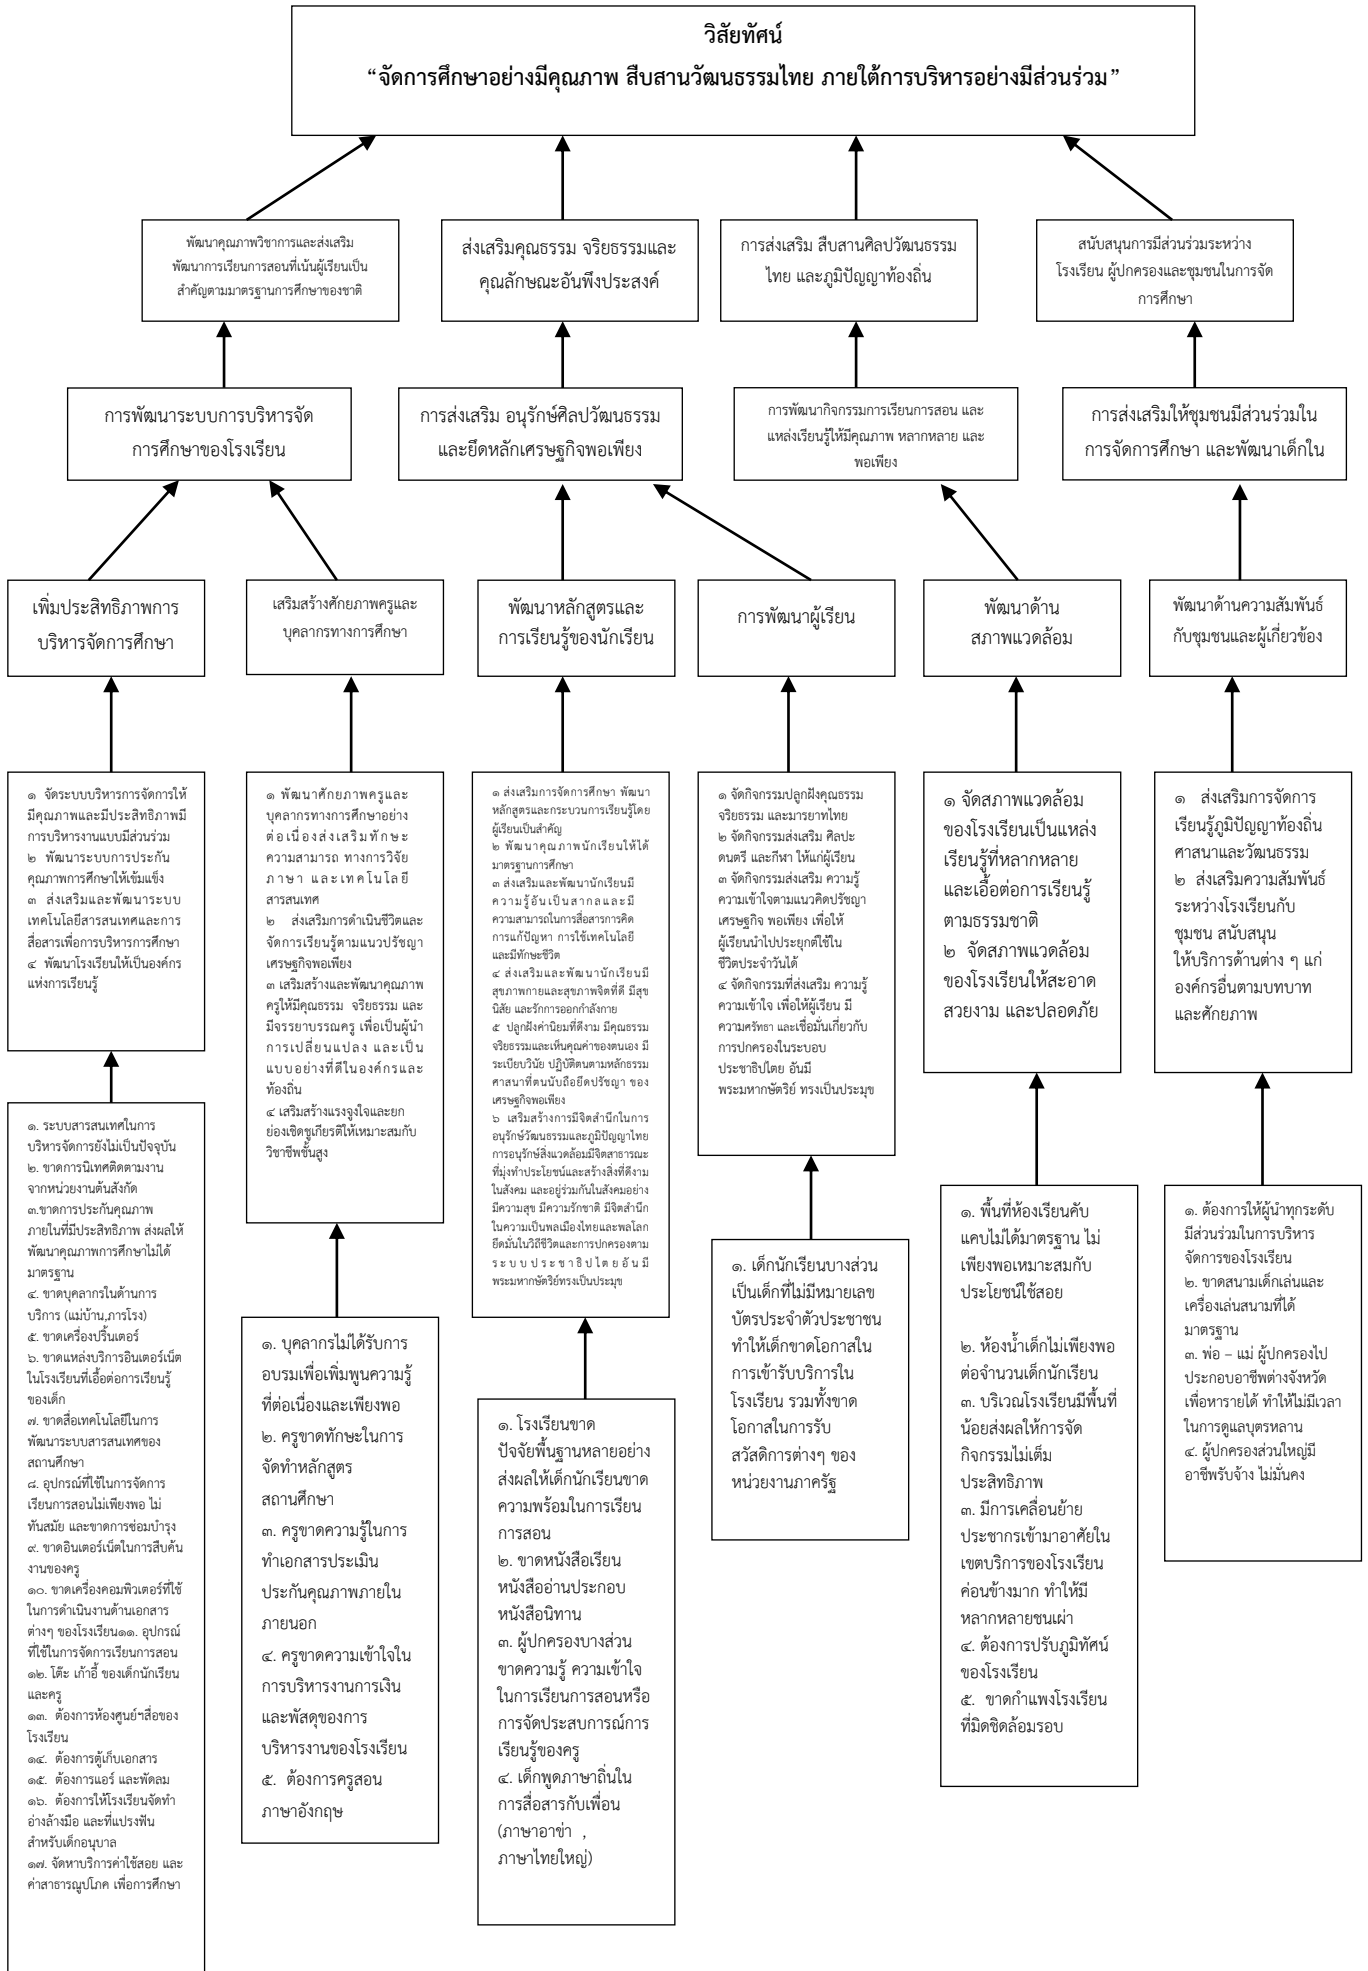 วิสัยทัศน์
“จัดการศึกษาอย่างมีคุณภาพ สืบสานวัฒนธรรมไทย ภายใต้การบริหารอย่างมีส่วนร่วม”
พัฒนาคุณภาพวิชาการและส่งเสริม
พัฒนาการเรียนการสอนที่เน้นผู้เรียนเป็น
สำคัญตามมาตรฐานการศึกษาของชาติ
ส่งเสริมคุณธรรม จริยธรรมและ
คุณลักษณะอันพึงประสงค์
การส่งเสริม สืบสานศิลปวัฒนธรรม
ไทย และภูมิปัญญาท้องถิ่น
สนับสนุนการมีส่วนร่วมระหว่าง
โรงเรียน ผู้ปกครองและชุมชนในการจัด
การศึกษา
การพัฒนาระบบการบริหารจัด
การศึกษาของโรงเรียน
การส่งเสริม อนุรักษ์ศิลปวัฒนธรรม
และยึดหลักเศรษฐกิจพอเพียง
การพัฒนากิจกรรมการเรียนการสอน และ
แหล่งเรียนรู้ให้มีคุณภาพ หลากหลาย และ
พอเพียง
การส่งเสริมให้ชุมชนมีส่วนร่วมใน
การจัดการศึกษา และพัฒนาเด็กใน
เพิ่มประสิทธิภาพการ
บริหารจัดการศึกษา
เสริมสร้างศักยภาพครูและ
บุคลากรทางการศึกษา
พัฒนาหลักสูตรและ
การเรียนรู้ของนักเรียน
การพัฒนาผู้เรียน
พัฒนาด้าน
สภาพแวดล้อม
พัฒนาด้านความสัมพันธ์
กับชุมชนและผู้เกี่ยวข้อง
๑ จัดระบบบริหารการจัดการให้
มีคุณภาพและมีประสิทธิภาพมี
การบริหารงานแบบมีส่วนร่วม
๒ พัฒนาระบบการประกัน
คุณภาพการศึกษาให้เข้มแข็ง
๓ ส่งเสริมและพัฒนาระบบ
เทคโนโลยีสารสนเทศและการ
สื่อสารเพื่อการบริหารการศึกษา
๔ พัฒนาโรงเรียนให้เป็นองค์กร
แห่งการเรียนรู้
๑ พัฒนาศักยภาพครูและ
บุคลากรทางการศึกษาอย่าง
ต่อเนื่องส่งเสริมทักษะ
ความสามารถ ทางการวิจัย
ภาษา และเทคโนโลยี
สารสนเทศ
๒ ส่งเสริมการดำเนินชีวิตและ
จัดการเรียนรู้ตามแนวปรัชญา
เศรษฐกิจพอเพียง
๓ เสริมสร้างและพัฒนาคุณภาพ
ครูให้มีคุณธรรม จริยธรรม และ
มีจรรยาบรรณครู เพื่อเป็นผู้นำ
การเปลี่ยนแปลง และเป็น
แบบอย่างที่ดีในองค์กรและ
ท้องถิ่น
๔ เสริมสร้างแรงจูงใจและยก
ย่องเชิดชูเกียรติให้เหมาะสมกับ
วิชาชีพชั้นสูง
๑ ส่งเสริมการจัดการศึกษา พัฒนา
หลักสูตรและกระบวนการเรียนรู้โดย
ผู้เรียนเป็นสำคัญ
๒ พัฒนาคุณภาพนักเรียนให้ได้
มาตรฐานการศึกษา
๓ ส่งเสริมและพัฒนานักเรียนมี
ความรู้อันเป็นสากลและมี
ความสามารถในการสื่อสารการคิด
การแก้ปัญหา การใช้เทคโนโลยี
และมีทักษะชีวิต
๔ ส่งเสริมและพัฒนานักเรียนมี
สุขภาพกายและสุขภาพจิตที่ดี มีสุข
นิสัย และรักการออกกำลังกาย
๕ ปลูกฝังค่านิยมที่ดีงาม มีคุณธรรม
จริยธรรมและเห็นคุณค่าของตนเอง มี
ระเบียบวินัย ปฏิบัติตนตามหลักธรรม
ศาสนาที่ตนนับถือยึดปรัชญา ของ
เศรษฐกิจพอเพียง
๖ เสริมสร้างการมีจิตสำนึกในการ
อนุรักษ์วัฒนธรรมและภูมิปัญญาไทย
การอนุรักษ์สิ่งแวดล้อมมีจิตสาธารณะ
ที่มุ่งทำประโยชน์และสร้างสิ่งที่ดีงาม
ในสังคม และอยู่ร่วมกันในสังคมอย่าง
มีความสุข มีความรักชาติ มีจิตสำนึก
ในความเป็นพลเมืองไทยและพลโลก
ยึดมั่นในวิถีชีวิตและการปกครองตาม
ระบบประชาธิปไตยอันมี
พระมหากษัตริย์ทรงเป็นประมุข
๑ จัดกิจกรรมปลูกฝังคุณธรรม
จริยธรรม และมารยาทไทย
๒ จัดกิจกรรมส่งเสริม ศิลปะ
ดนตรี และกีฬา ให้แก่ผู้เรียน
๓ จัดกิจกรรมส่งเสริม ความรู้
ความเข้าใจตามแนวคิดปรัชญา
เศรษฐกิจ พอเพียง เพื่อให้
ผู้เรียนนำไปประยุกต์ใช้ใน
ชีวิตประจำวันได้
๔ จัดกิจกรรมที่ส่งเสริม ความรู้
ความเข้าใจ เพื่อให้ผู้เรียน มี
ความศรัทธา และเชื่อมั่นเกี่ยวกับ
การปกครองในระบอบ
ประชาธิปไตย อันมี
พระมหากษัตริย์ ทรงเป็นประมุข
๑ จัดสภาพแวดล้อม
ของโรงเรียนเป็นแหล่ง
เรียนรู้ที่หลากหลาย
และเอื้อต่อการเรียนรู้
ตามธรรมชาติ
๒ จัดสภาพแวดล้อม
ของโรงเรียนให้สะอาด
สวยงาม และปลอดภัย
๑ ส่งเสริมการจัดการ
เรียนรู้ภูมิปัญญาท้องถิ่น
ศาสนาและวัฒนธรรม
๒ ส่งเสริมความสัมพันธ์
ระหว่างโรงเรียนกับ
ชุมชน สนับสนุน
ให้บริการด้านต่าง ๆ แก่
องค์กรอื่นตามบทบาท
และศักยภาพ
๑. ระบบสารสนเทศในการ
บริหารจัดการยังไม่เป็นปัจจุบัน
๒. ขาดการนิเทศติดตามงาน
จากหน่วยงานต้นสังกัด
๓.ขาดการประกันคุณภาพ
ภายในที่มีประสิทธิภาพ ส่งผลให้
พัฒนาคุณภาพการศึกษาไม่ได้
มาตรฐาน
๔. ขาดบุคลากรในด้านการ
บริการ (แม่บ้าน,ภารโรง)
๕. ขาดเครื่องปริ้นเตอร์
๖. ขาดแหล่งบริการอินเตอร์เน็ต
ในโรงเรียนที่เอื้อต่อการเรียนรู้
ของเด็ก
๗. ขาดสื่อเทคโนโลยีในการ
พัฒนาระบบสารสนเทศของ
สถานศึกษา
๘. อุปกรณ์ที่ใช้ในการจัดการ
เรียนการสอนไม่เพียงพอ ไม่
ทันสมัย และขาดการซ่อมบำรุง
๙. ขาดอินเตอร์เน็ตในการสืบค้น
งานของครู
๑๐. ขาดเครื่องคอมพิวเตอร์ที่ใช้
ในการดำเนินงานด้านเอกสาร
ต่างๆ ของโรงเรียน๑๑. อุปกรณ์
ที่ใช้ในการจัดการเรียนการสอน
๑๒. โต๊ะ เก้าอี้ ของเด็กนักเรียน
และครู
๑๓. ต้องการห้องศูนย์ฯสื่อของ
โรงเรียน
๑๔. ต้องการตู้เก็บเอกสาร
๑๕. ต้องการแอร์ และพัดลม
๑๖. ต้องการให้โรงเรียนจัดทำ
อ่างล้างมือ และที่แปรงฟัน
สำหรับเด็กอนุบาล
๑๗. จัดหาบริการค่าใช้สอย และ
ค่าสาธารณูปโภค เพื่อการศึกษา
๑. บุคลากรไม่ได้รับการ
อบรมเพื่อเพิ่มพูนความรู้
ที่ต่อเนื่องและเพียงพอ
๒. ครูขาดทักษะในการ
จัดทำหลักสูตร
สถานศึกษา
๓. ครูขาดความรู้ในการ
ทำเอกสารประเมิน
ประกันคุณภาพภายใน
ภายนอก
๔. ครูขาดความเข้าใจใน
การบริหารงานการเงิน
และพัสดุของการ
บริหารงานของโรงเรียน
๕. ต้องการครูสอน
ภาษาอังกฤษ
๑. โรงเรียนขาด
ปัจจัยพื้นฐานหลายอย่าง
ส่งผลให้เด็กนักเรียนขาด
ความพร้อมในการเรียน
การสอน
๒. ขาดหนังสือเรียน
หนังสืออ่านประกอบ
หนังสือนิทาน
๓. ผู้ปกครองบางส่วน
ขาดความรู้ ความเข้าใจ
ในการเรียนการสอนหรือ
การจัดประสบการณ์การ
เรียนรู้ของครู
๔. เด็กพูดภาษาถิ่นใน
การสื่อสารกับเพื่อน
(ภาษาอาข่า ,
ภาษาไทยใหญ่)
๑. เด็กนักเรียนบางส่วน
เป็นเด็กที่ไม่มีหมายเลข
บัตรประจำตัวประชาชน
ทำให้เด็กขาดโอกาสใน
การเข้ารับบริการใน
โรงเรียน รวมทั้งขาด
โอกาสในการรับ
สวัสดิการต่างๆ ของ
หน่วยงานภาครัฐ
๑. พื้นที่ห้องเรียนคับ
แคบไม่ได้มาตรฐาน ไม่
เพียงพอเหมาะสมกับ
ประโยชน์ใช้สอย
๒. ห้องน้ำเด็กไม่เพียงพอ
ต่อจำนวนเด็กนักเรียน
๓. บริเวณโรงเรียนมีพื้นที่
น้อยส่งผลให้การจัด
กิจกรรมไม่เต็ม
ประสิทธิภาพ
๓. มีการเคลื่อนย้าย
ประชากรเข้ามาอาศัยใน
เขตบริการของโรงเรียน
ค่อนข้างมาก ทำให้มี
หลากหลายชนเผ่า
๔. ต้องการปรับภูมิทัศน์
ของโรงเรียน
๕. ขาดกำแพงโรงเรียน
ที่มิดชิดล้อมรอบ
๑. ต้องการให้ผู้นำทุกระดับ
มีส่วนร่วมในการบริหาร
จัดการของโรงเรียน
๒. ขาดสนามเด็กเล่นและ
เครื่องเล่นสนามที่ได้
มาตรฐาน
๓. พ่อ – แม่ ผู้ปกครองไป
ประกอบอาชีพต่างจังหวัด
เพื่อหารายได้ ทำให้ไม่มีเวลา
ในการดูแลบุตรหลาน
๔. ผู้ปกครองส่วนใหญ่มี
อาชีพรับจ้าง ไม่มั่นคง